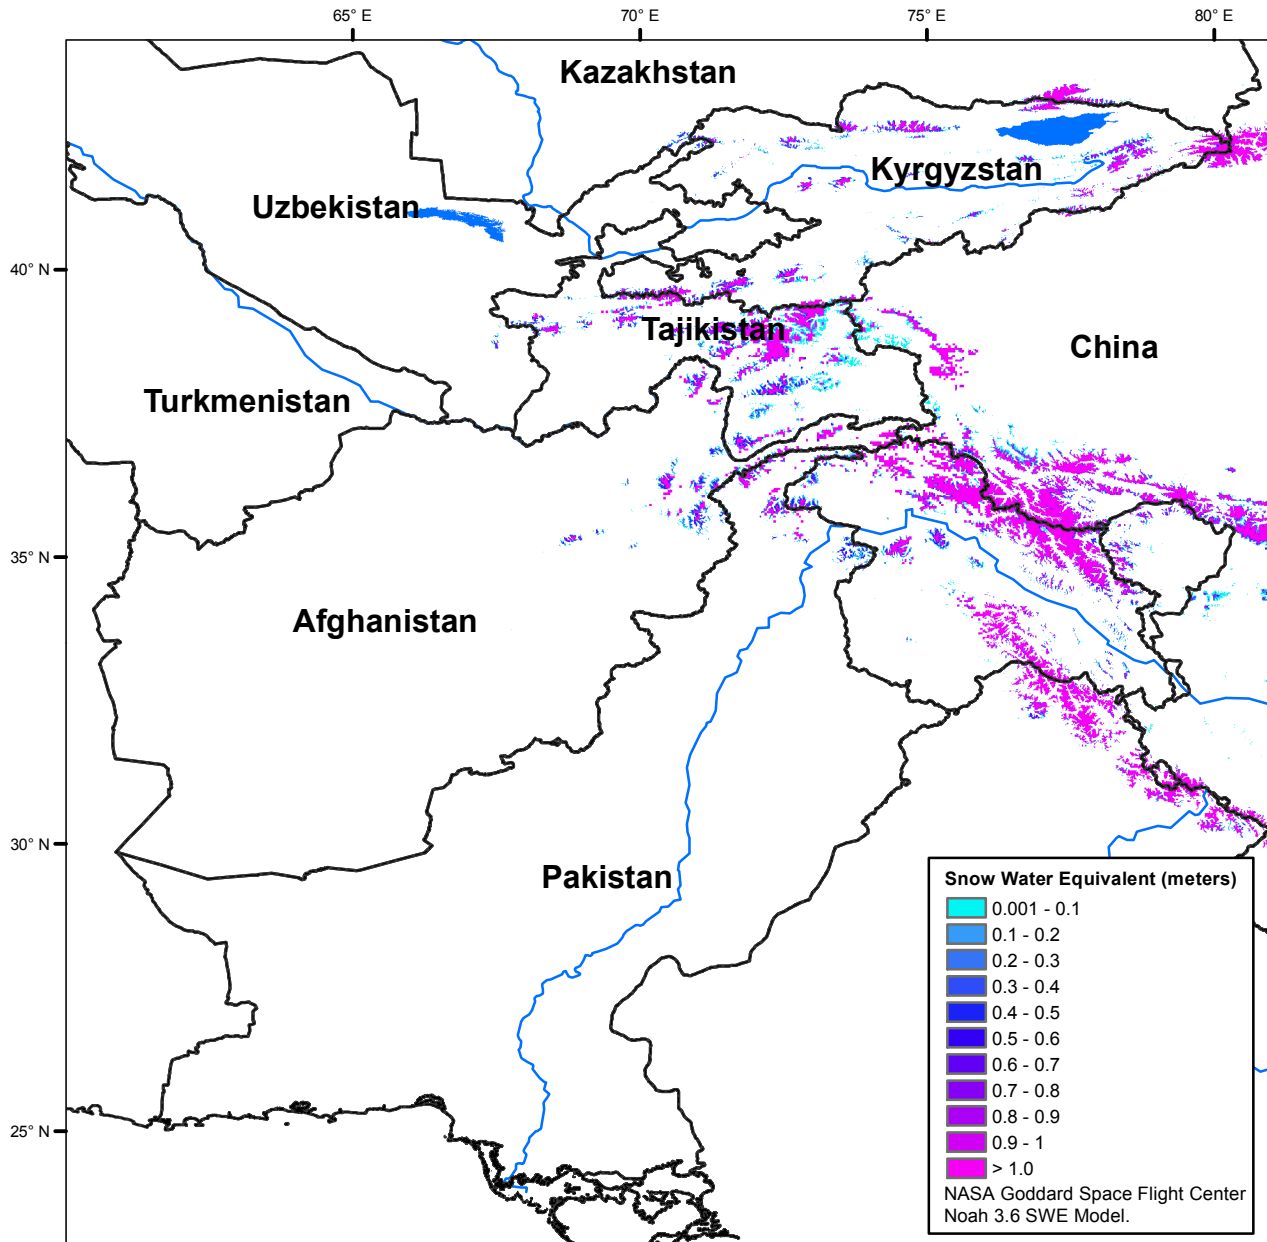 65° E
70° E
75° E
80° E
Kazakhstan
Kyrgyzstan
Uzbekistan
40° N
Tajikistan
China
Turkmenistan
35° N
Afghanistan
30° N
Pakistan
25° N
Snow Water Equivalent (meters)
0.001 - 0.1
0.1 - 0.2
0.2 - 0.3
0.3 - 0.4
0.4 - 0.5
0.5 - 0.6
0.6 - 0.7
0.7 - 0.8
0.8 - 0.9
0.9 - 1
> 1.0
NASA Goddard Space Flight Center
Noah 3.6 SWE Model.